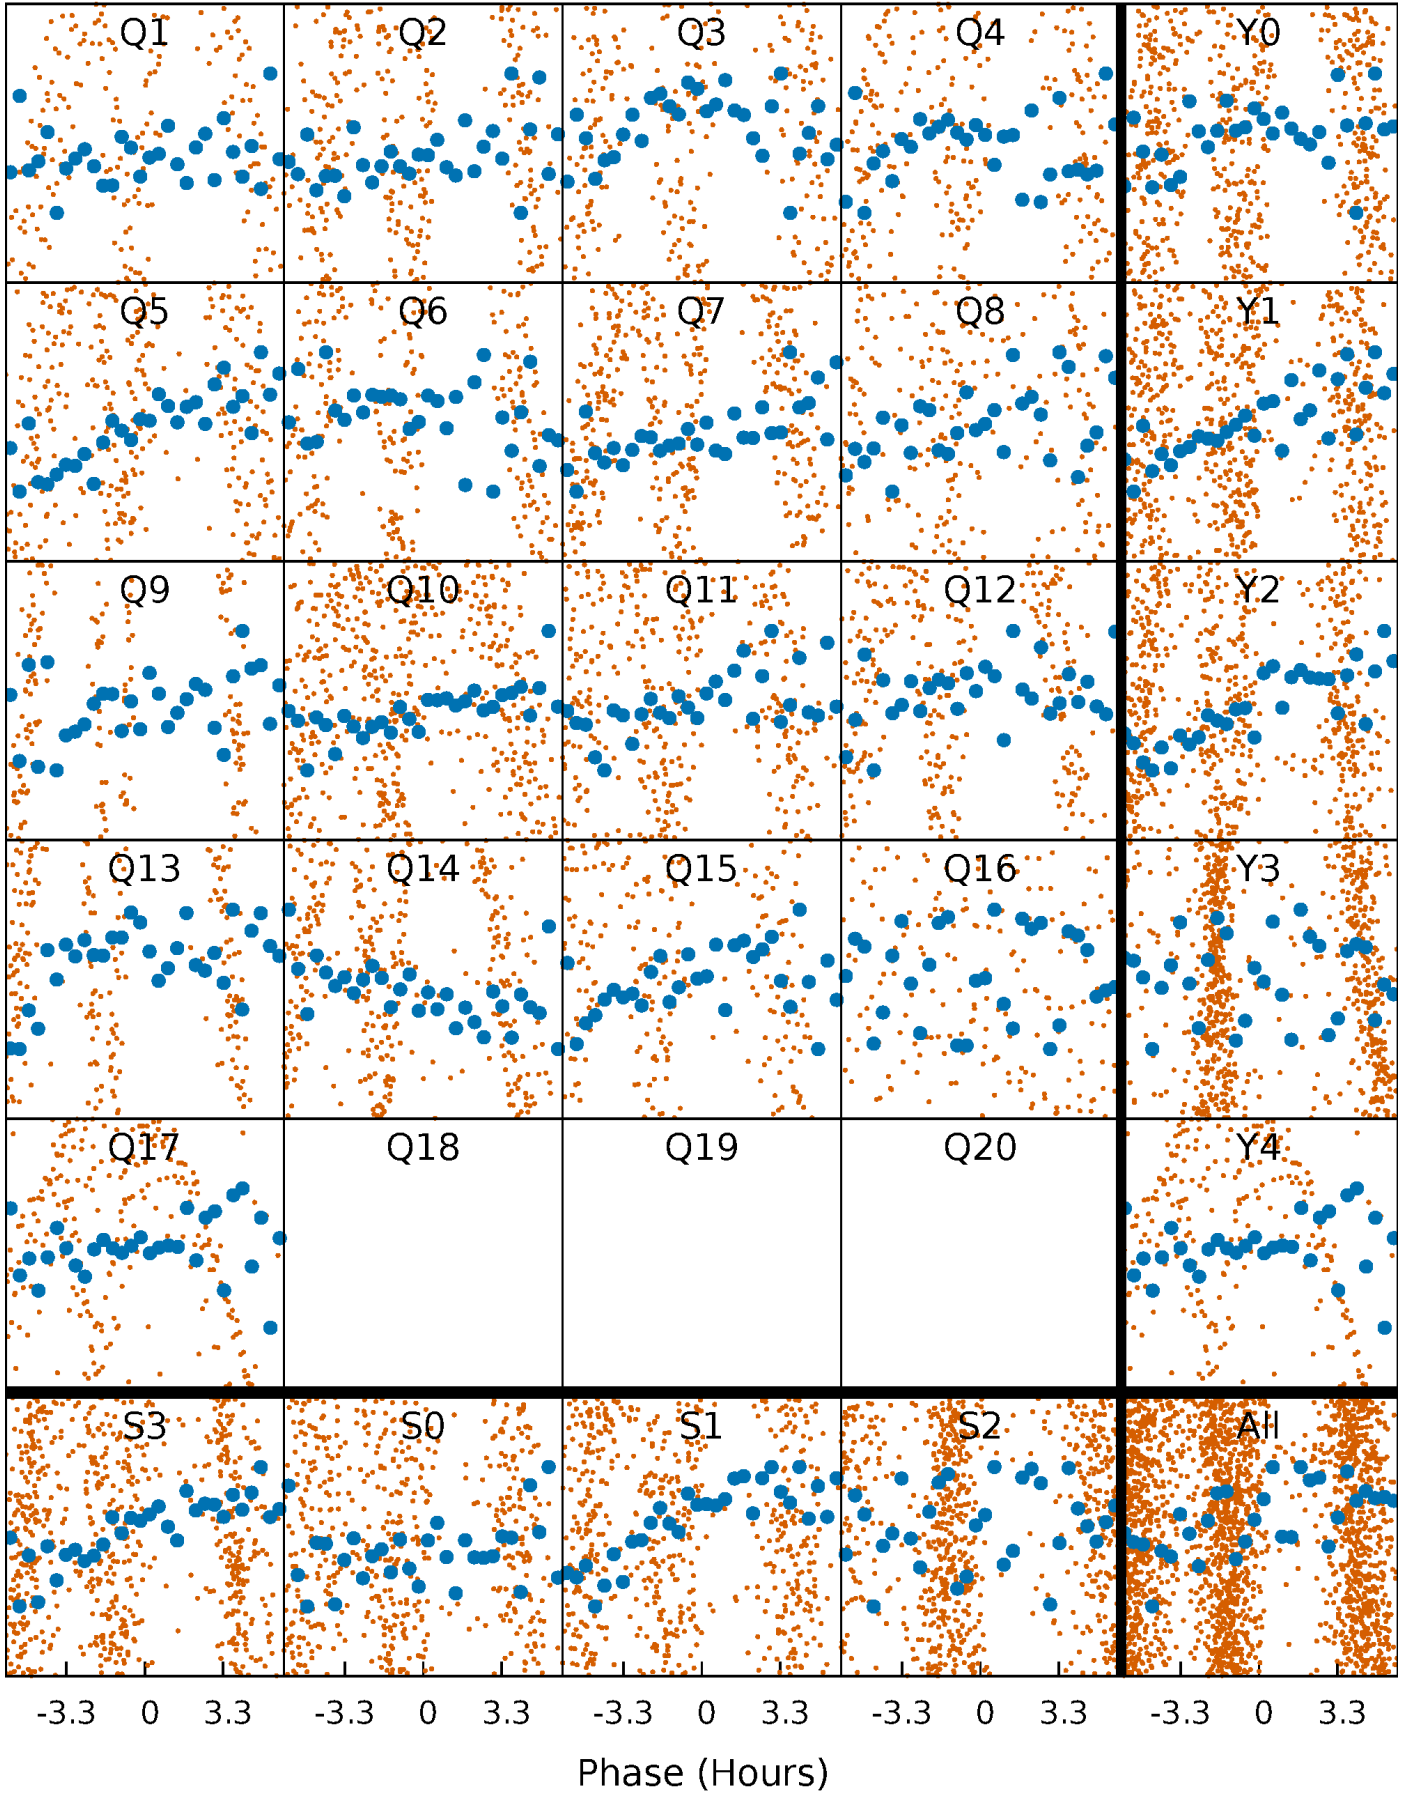 Q1 Q2 Q3 Q4 Y0
Q5 Q6 Q7 Q8 Y1
Q9 Q10 Q11 Q12 Y2
Q13 Q14 Q15 Q16 Y3
Q17 Q18 Q19 Q20 Y4
S3 S0 S1 S2 All
-3.3 0 3.3 -3.3 0 3.3 -3.3 0 3.3 -3.3 0 3.3 -3.3 0 3.3
Phase (Hours)